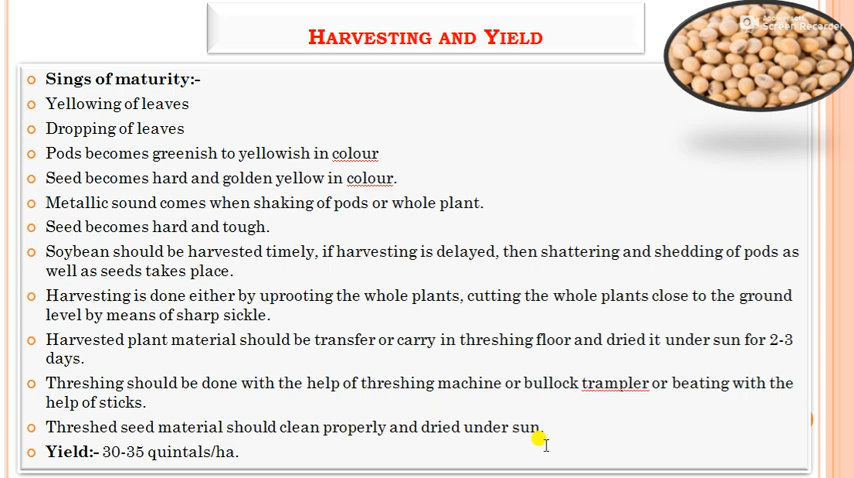 HARVESTING AND YIELD
Sings of maturity:-
Yellowing of leaves
Dropping of leaves
Pods becomes greenish to yellowish in colour
Seed becomes hard and golden yellow in colour.
Metallic sound comes when shaking of pods or whole plant.
Seed becomes hard and tough.
Soybean should be harvested timely, if harvesting is delayed, then shattering and shedding of pods as
well as seeds takes place.
Harvesting is done either by uprooting the whole plants, cutting the whole plants close to the ground
level by means of sharp sickle.
Harvested plant material should be transfer or carry in threshing floor and dried it under sun for 2-3
days.
Threshing should be done with the help of threshing machine or bullock trampler or beating with the
help of sticks.
Threshed seed material should clean properly and dried under sun.
Yield:- 30-35 quintals/ha.
Screen Recorder